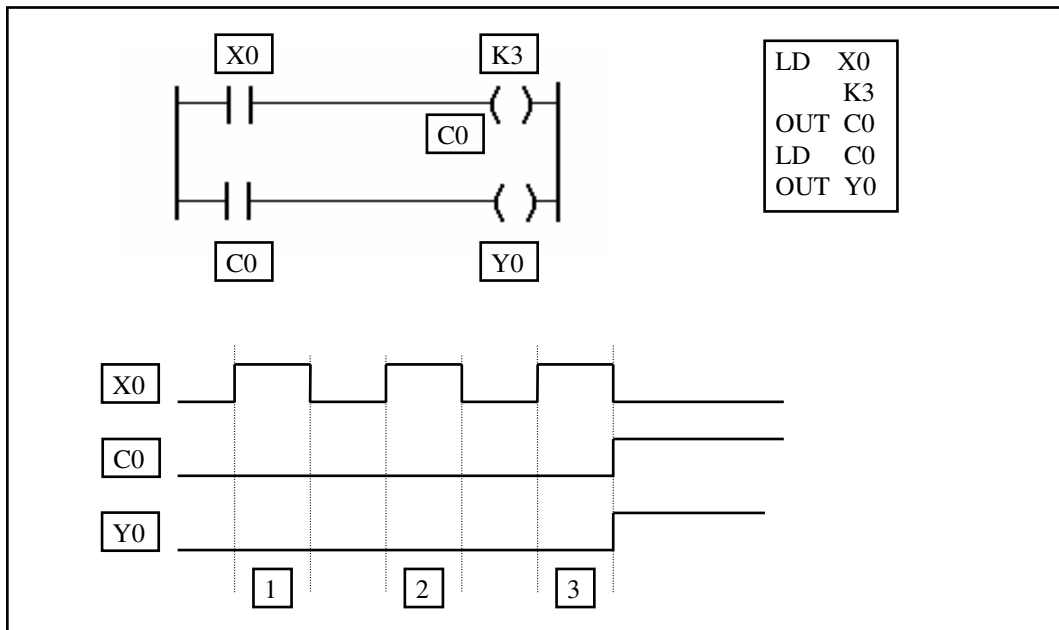 X0 K3
C0
C0 Y0
LD X0
K3
OUT C0
LD C0
OUT Y0
X0
C0
Y0
1 2 3